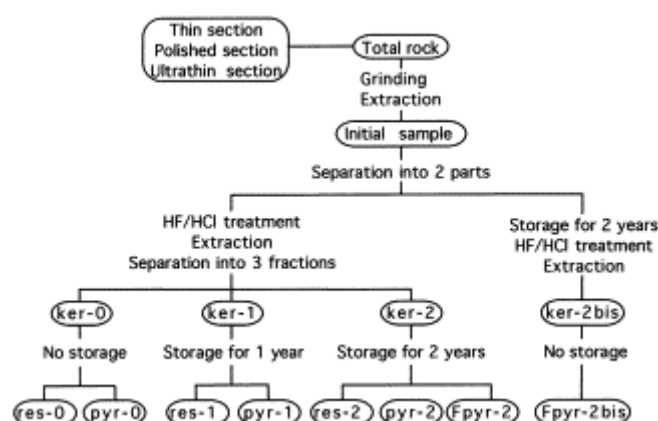 Thin section
Polished section
Ultrathin section
Total rock
Grinding
Extraction
Initial sample
Separation into 2 parts
HF/HCl treatment
Extraction
Separation into 3 fractions
Storage for 2 years
HF/HCl treatment
Extraction
ker-0
ker-1
ker-2
ker-2bis
No storage
Storage for 1 year
Storage for 2 years
No storage
res-0
pyr-0
res-1
pyr-1
res-2
pyr-2
Fpyr-2
Fpyr-2bis